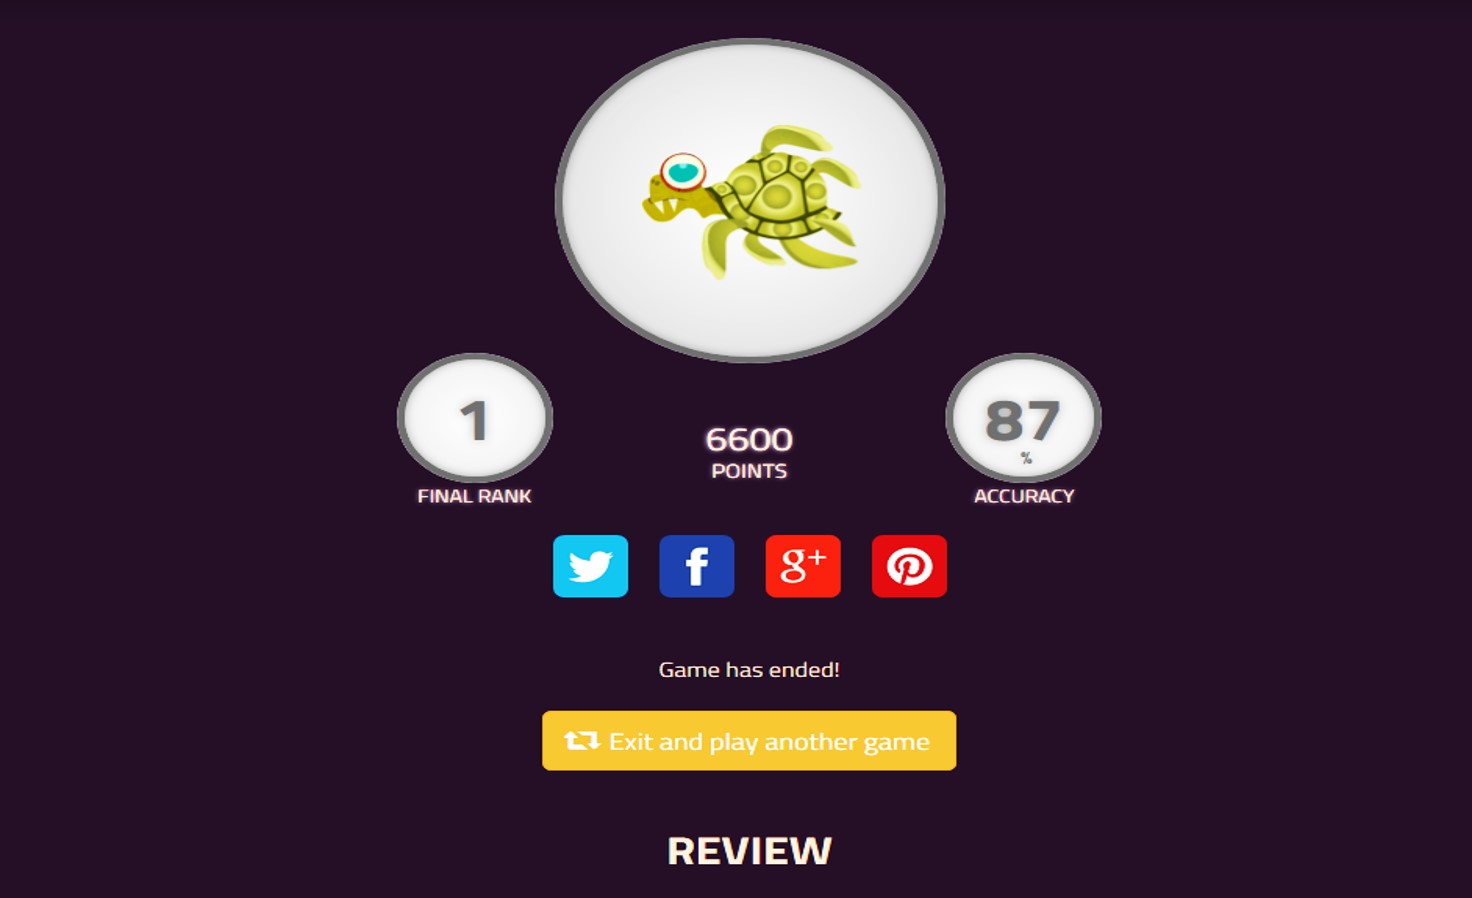 1
FINAL RANK
6600
POINTS
87
%
ACCURACY
f
g+
Game has ended!
Exit and play another game
REVIEW